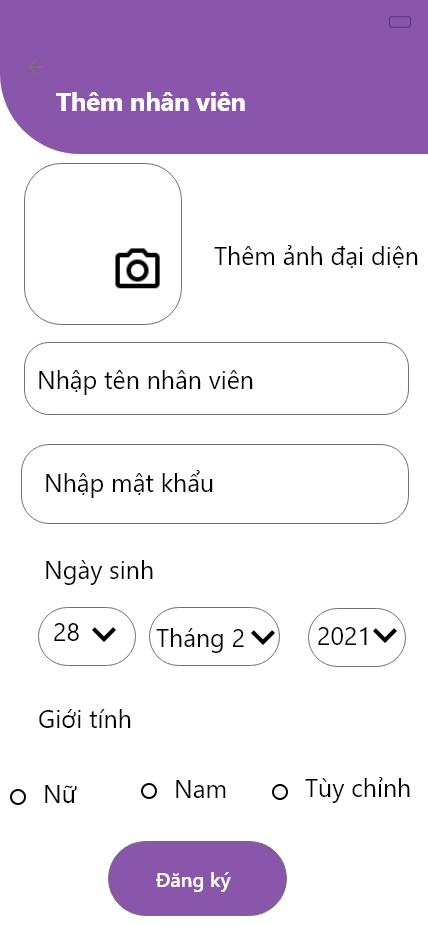 Thêm nhân viên
Thêm ảnh đại diện
Nhập tên nhân viên
Nhập mật khẩu
Ngày sinh
28 Tháng 2 2021
Giới tính
Nữ Nam Tùy chỉnh
Đăng ký